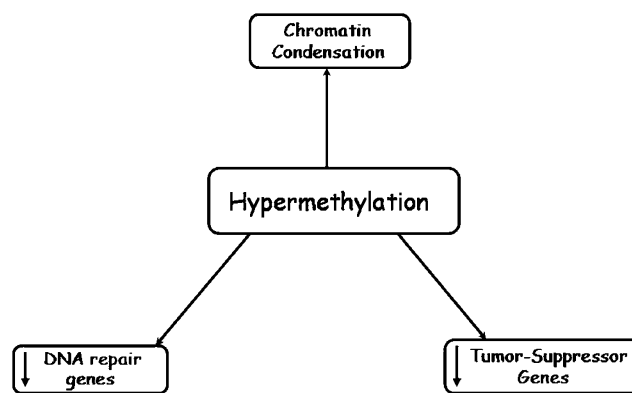 Chromatin
Condensation
Hypermethylation
DNA repair
genes
Tumor-Suppressor
Genes